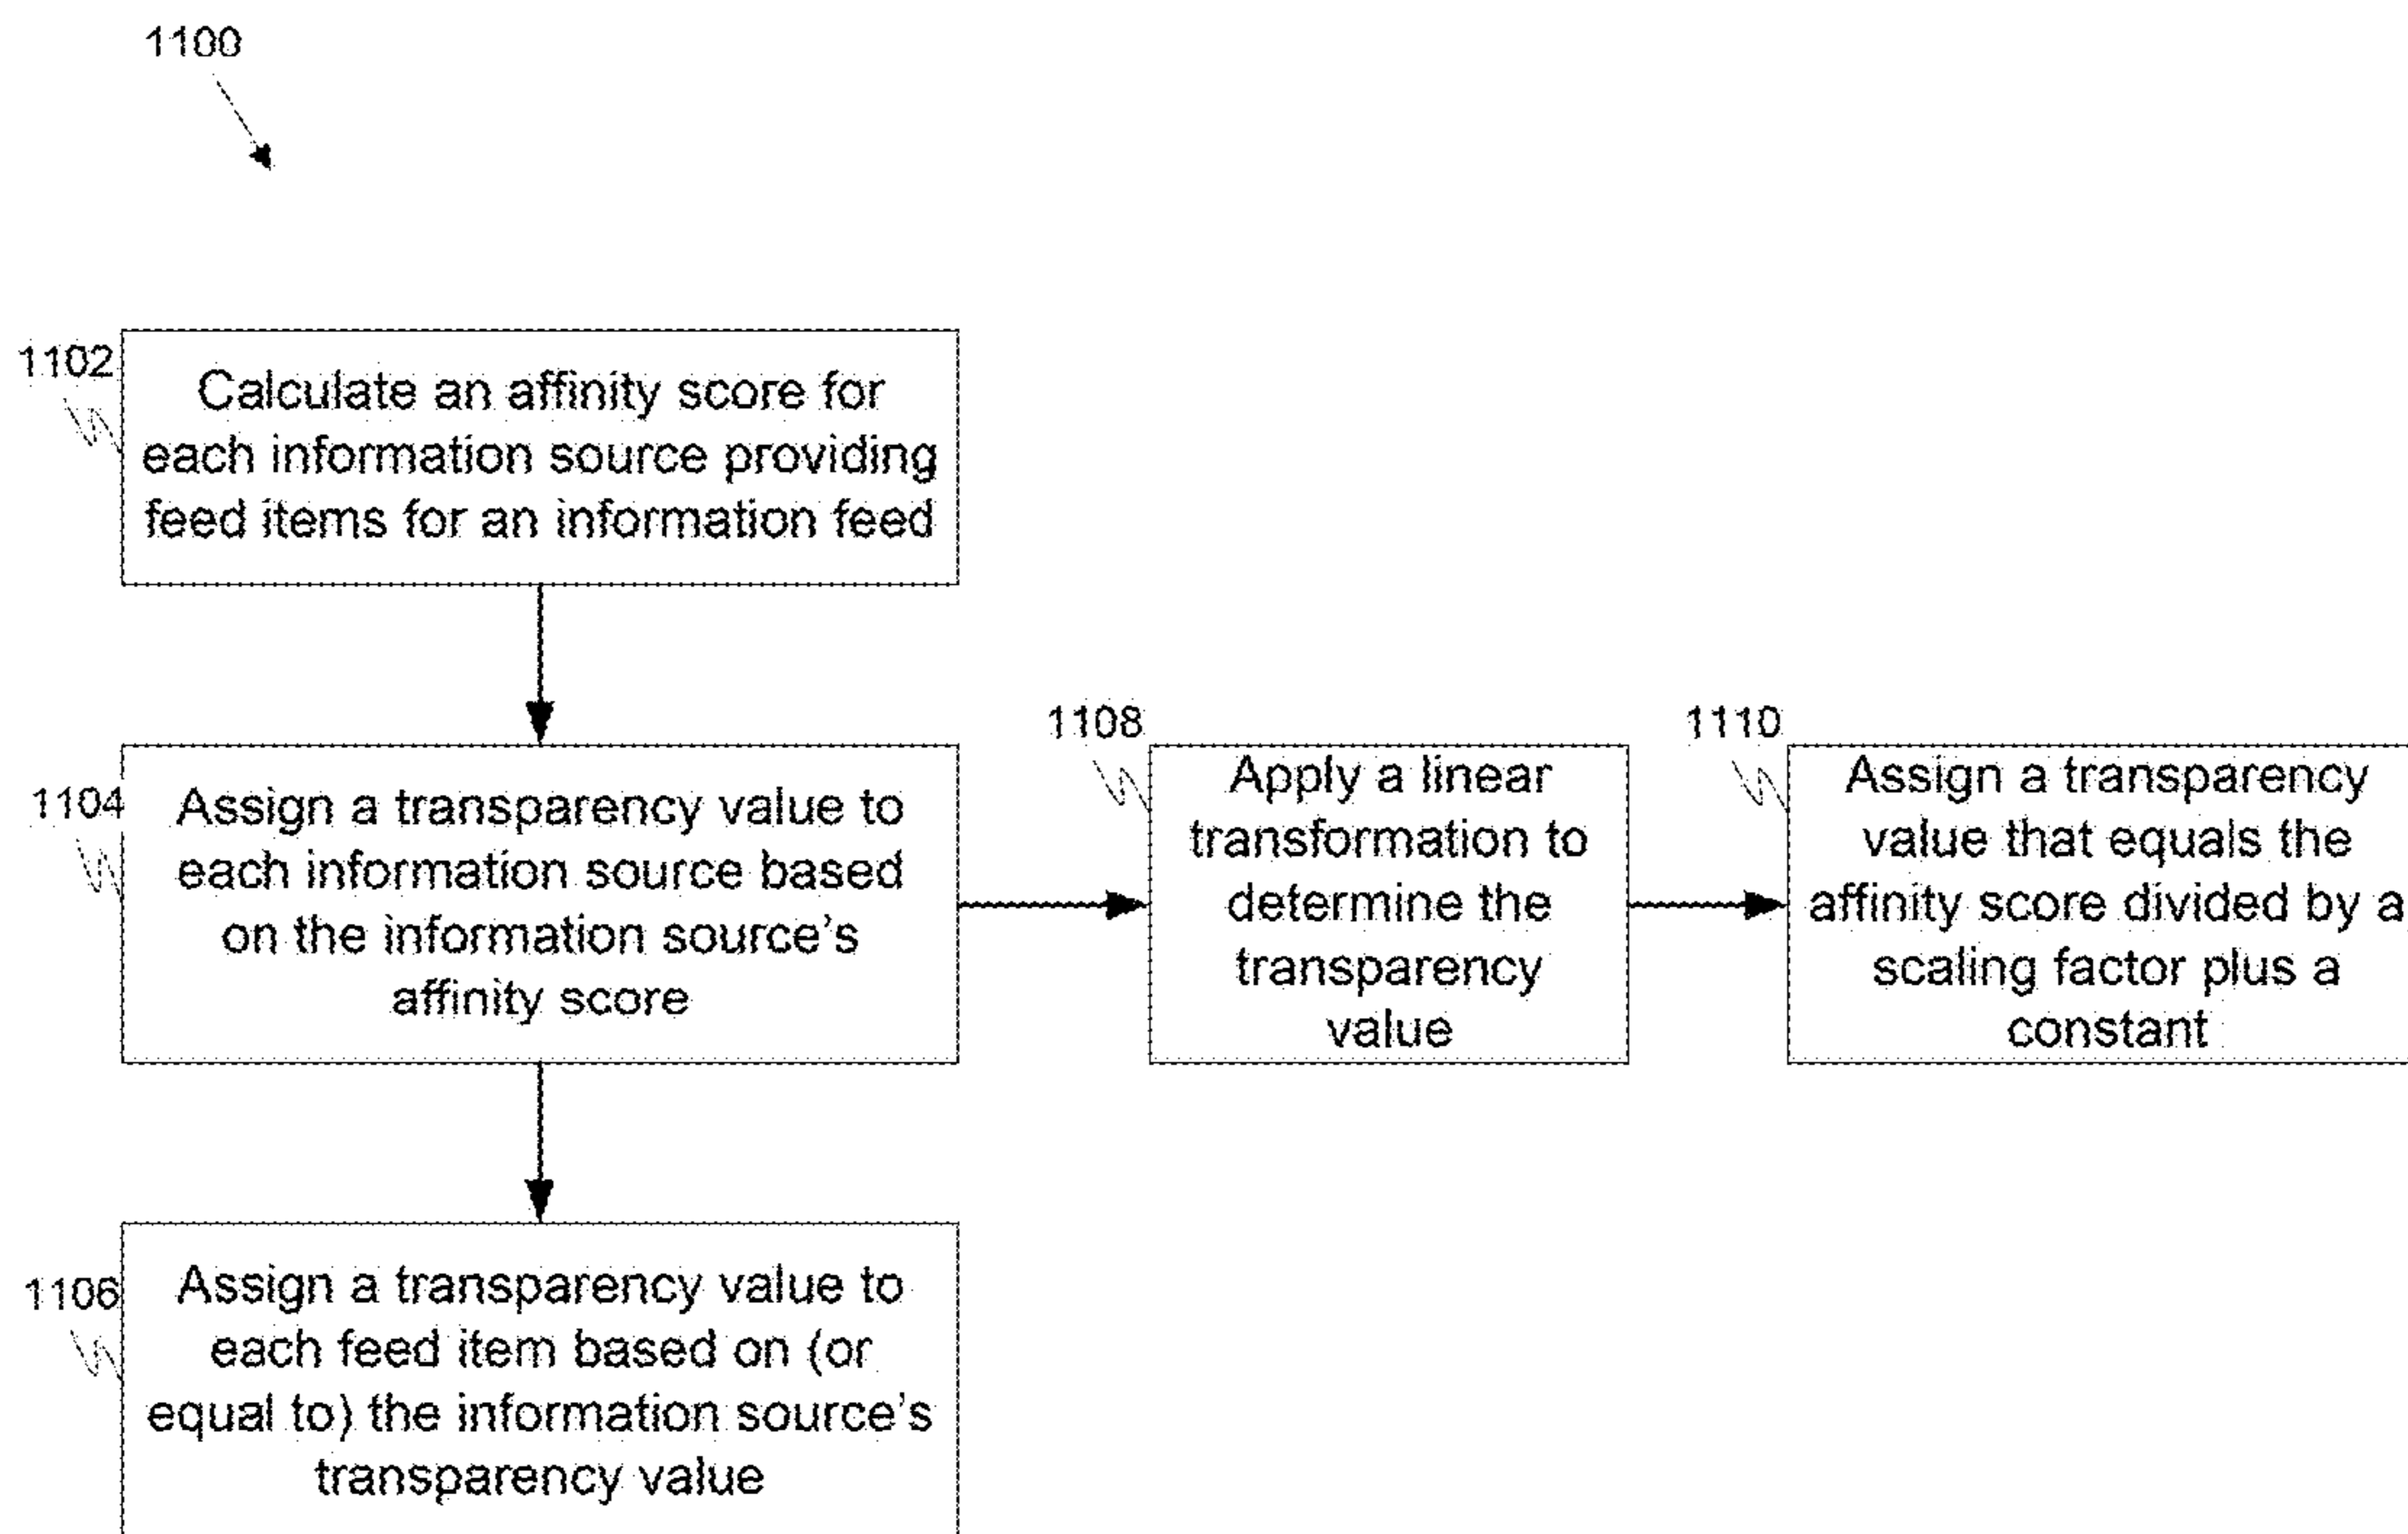 1100
1102
Calculate an affinity score for
each information source providing
feed items for an information feed
1104
Assign a transparency value to
each information source based
on the information source's
affinity score
1108
Apply a linear
transformation to
determine the
transparency
value
1110
Assign a transparency
value that equals the
affinity score divided by a
scaling factor plus a
constant
1106
Assign a transparency value to
each feed item based on (or
equal to) the information source's
transparency value